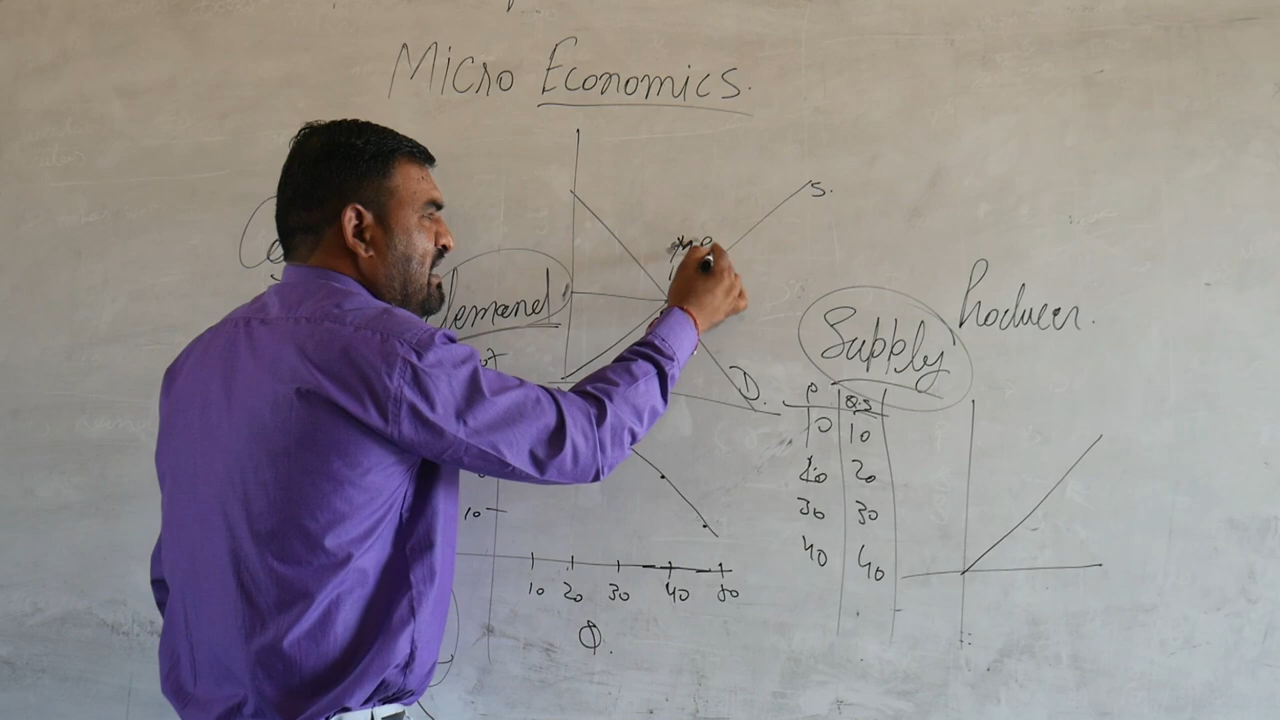 Micro Economics.
S.
Demand
D.
10
10 20 30 40 50
Q.
Supply Producer.
P Q.S
10 10
20 20
30 30
40 40